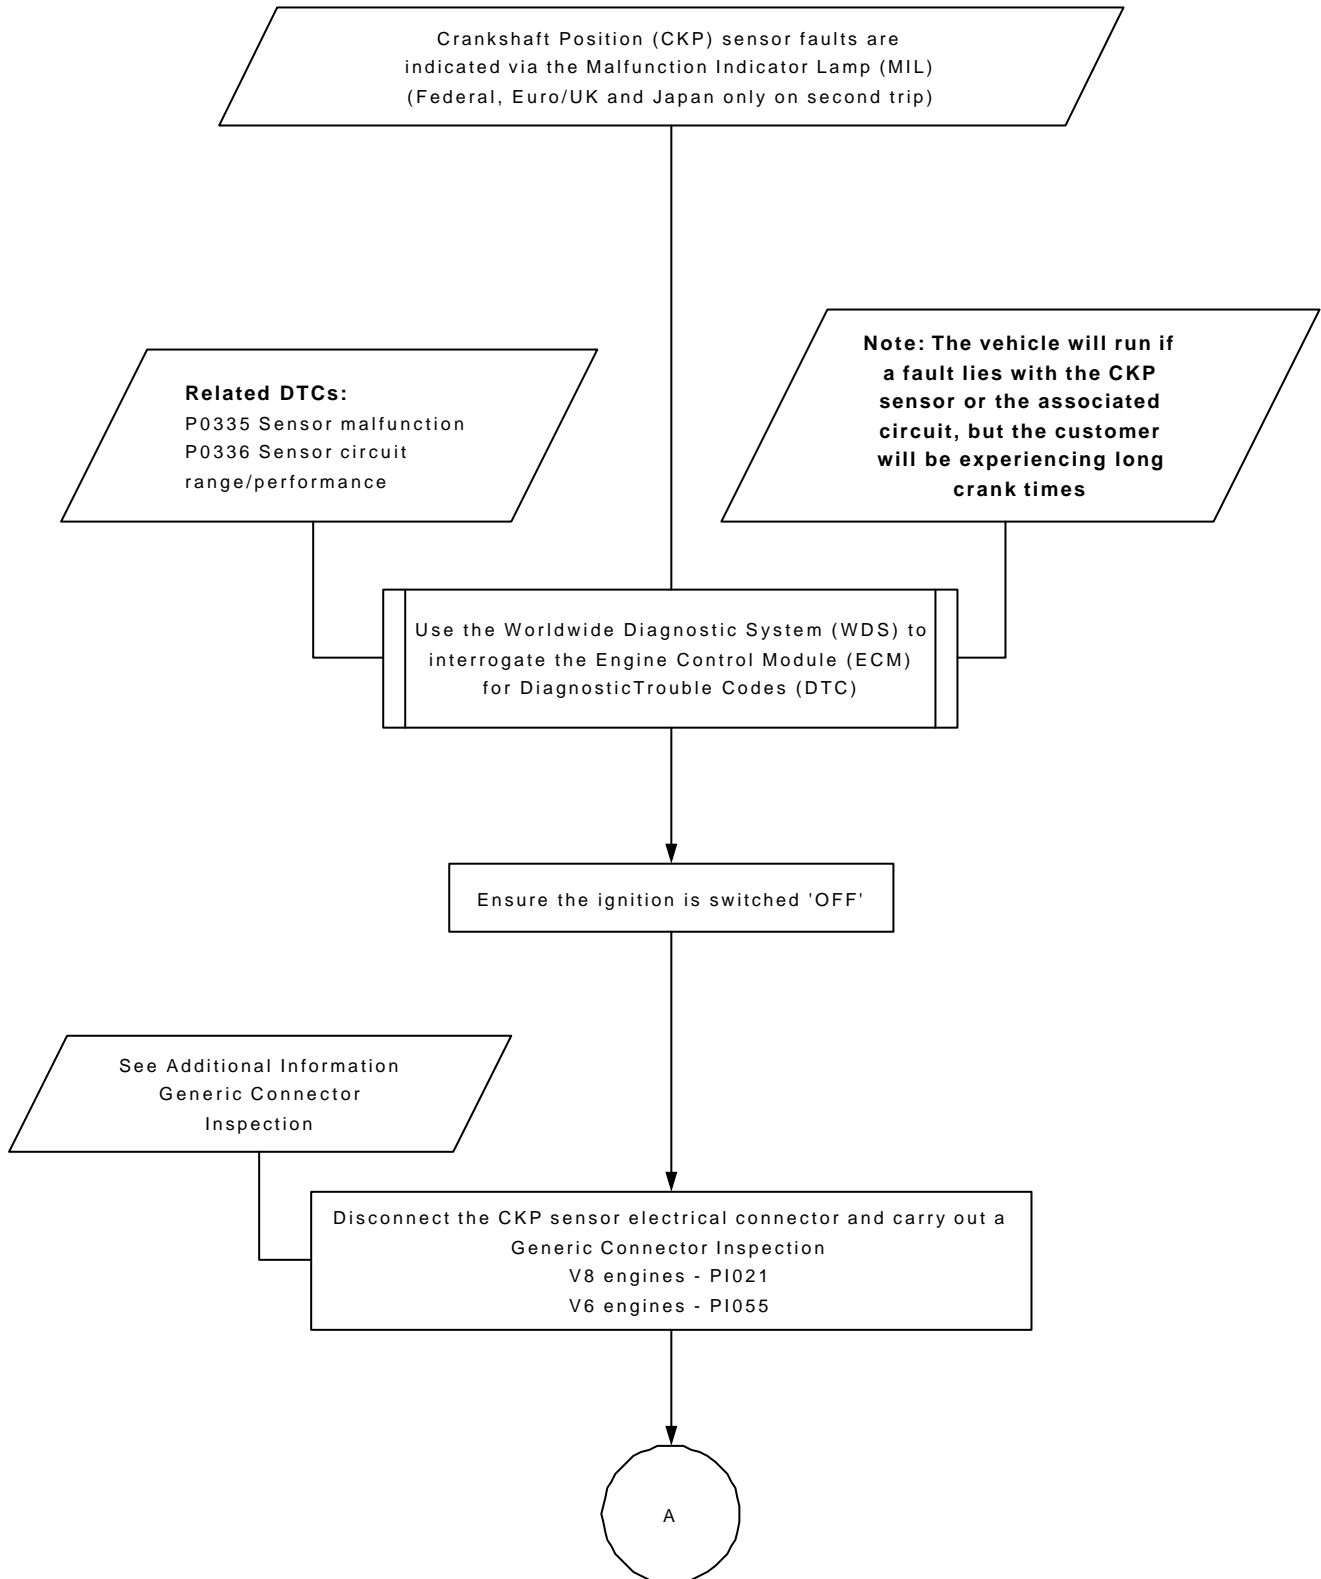 Crankshaft Position (CKP) sensor faults are
indicated via the Malfunction Indicator Lamp (MIL)
(Federal, Euro/UK and Japan only on second trip)
Related DTCs:
P0335 Sensor malfunction
P0336 Sensor circuit
range/performance
Note: The vehicle will run if
a fault lies with the CKP
sensor or the associated
circuit, but the customer
will be experiencing long
crank times
Use the Worldwide Diagnostic System (WDS) to
interrogate the Engine Control Module (ECM)
for DiagnosticTrouble Codes (DTC)
Ensure the ignition is switched 'OFF'
See Additional Information
Generic Connector
Inspection
Disconnect the CKP sensor electrical connector and carry out a
Generic Connector Inspection
V8 engines - PI021
V6 engines - PI055
A